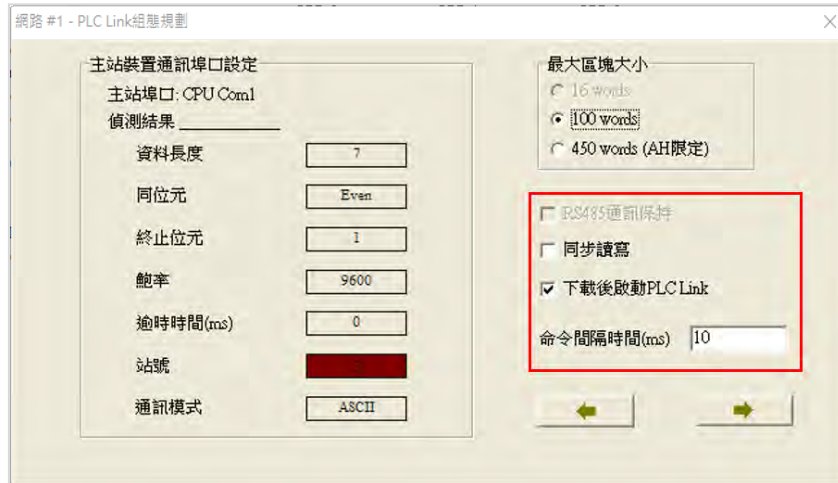 網路 #1 - PLC Link組態規劃
主站裝置通訊埠口設定
主站埠口: CPU Com1
偵測結果
資料長度 7
同位元 Even
終止位元 1
鮑率 9600
逾時時間(ms) 0
站號
通訊模式 ASCII
最大區塊大小
16 words
100 words
450 words (AH限定)
RS485通訊保持
同步讀寫
下載後啟動PLC Link
命令間隔時間(ms) 10